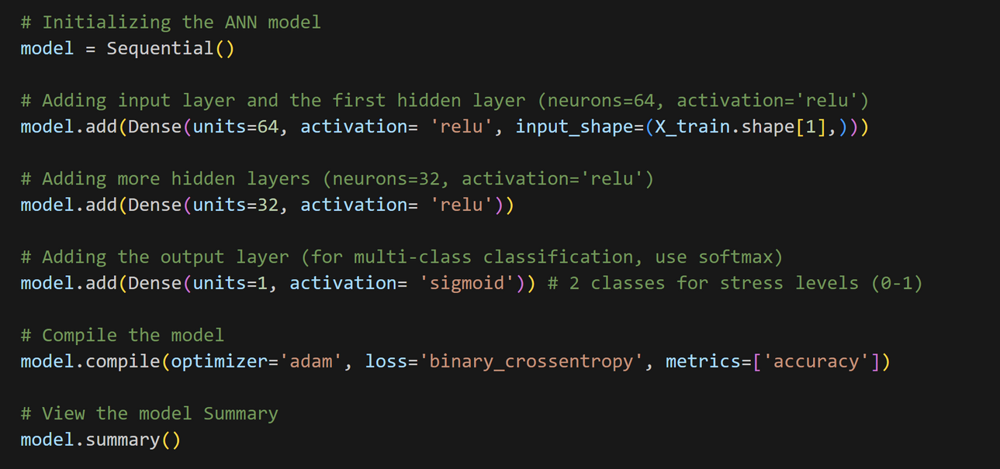 # Initializing the ANN model
model = Sequential()
# Adding input layer and the first hidden layer (neurons=64, activation='relu')
model.add(Dense(units=64, activation= 'relu', input_shape=(X_train.shape[1],)))
# Adding more hidden layers (neurons=32, activation='relu')
model.add(Dense(units=32, activation= 'relu'))
# Adding the output layer (for multi-class classification, use softmax)
model.add(Dense(units=1, activation= 'sigmoid')) # 2 classes for stress levels (0-1)
# Compile the model
model.compile(optimizer='adam', loss='binary_crossentropy', metrics=['accuracy'])
# View the model Summary
model.summary()